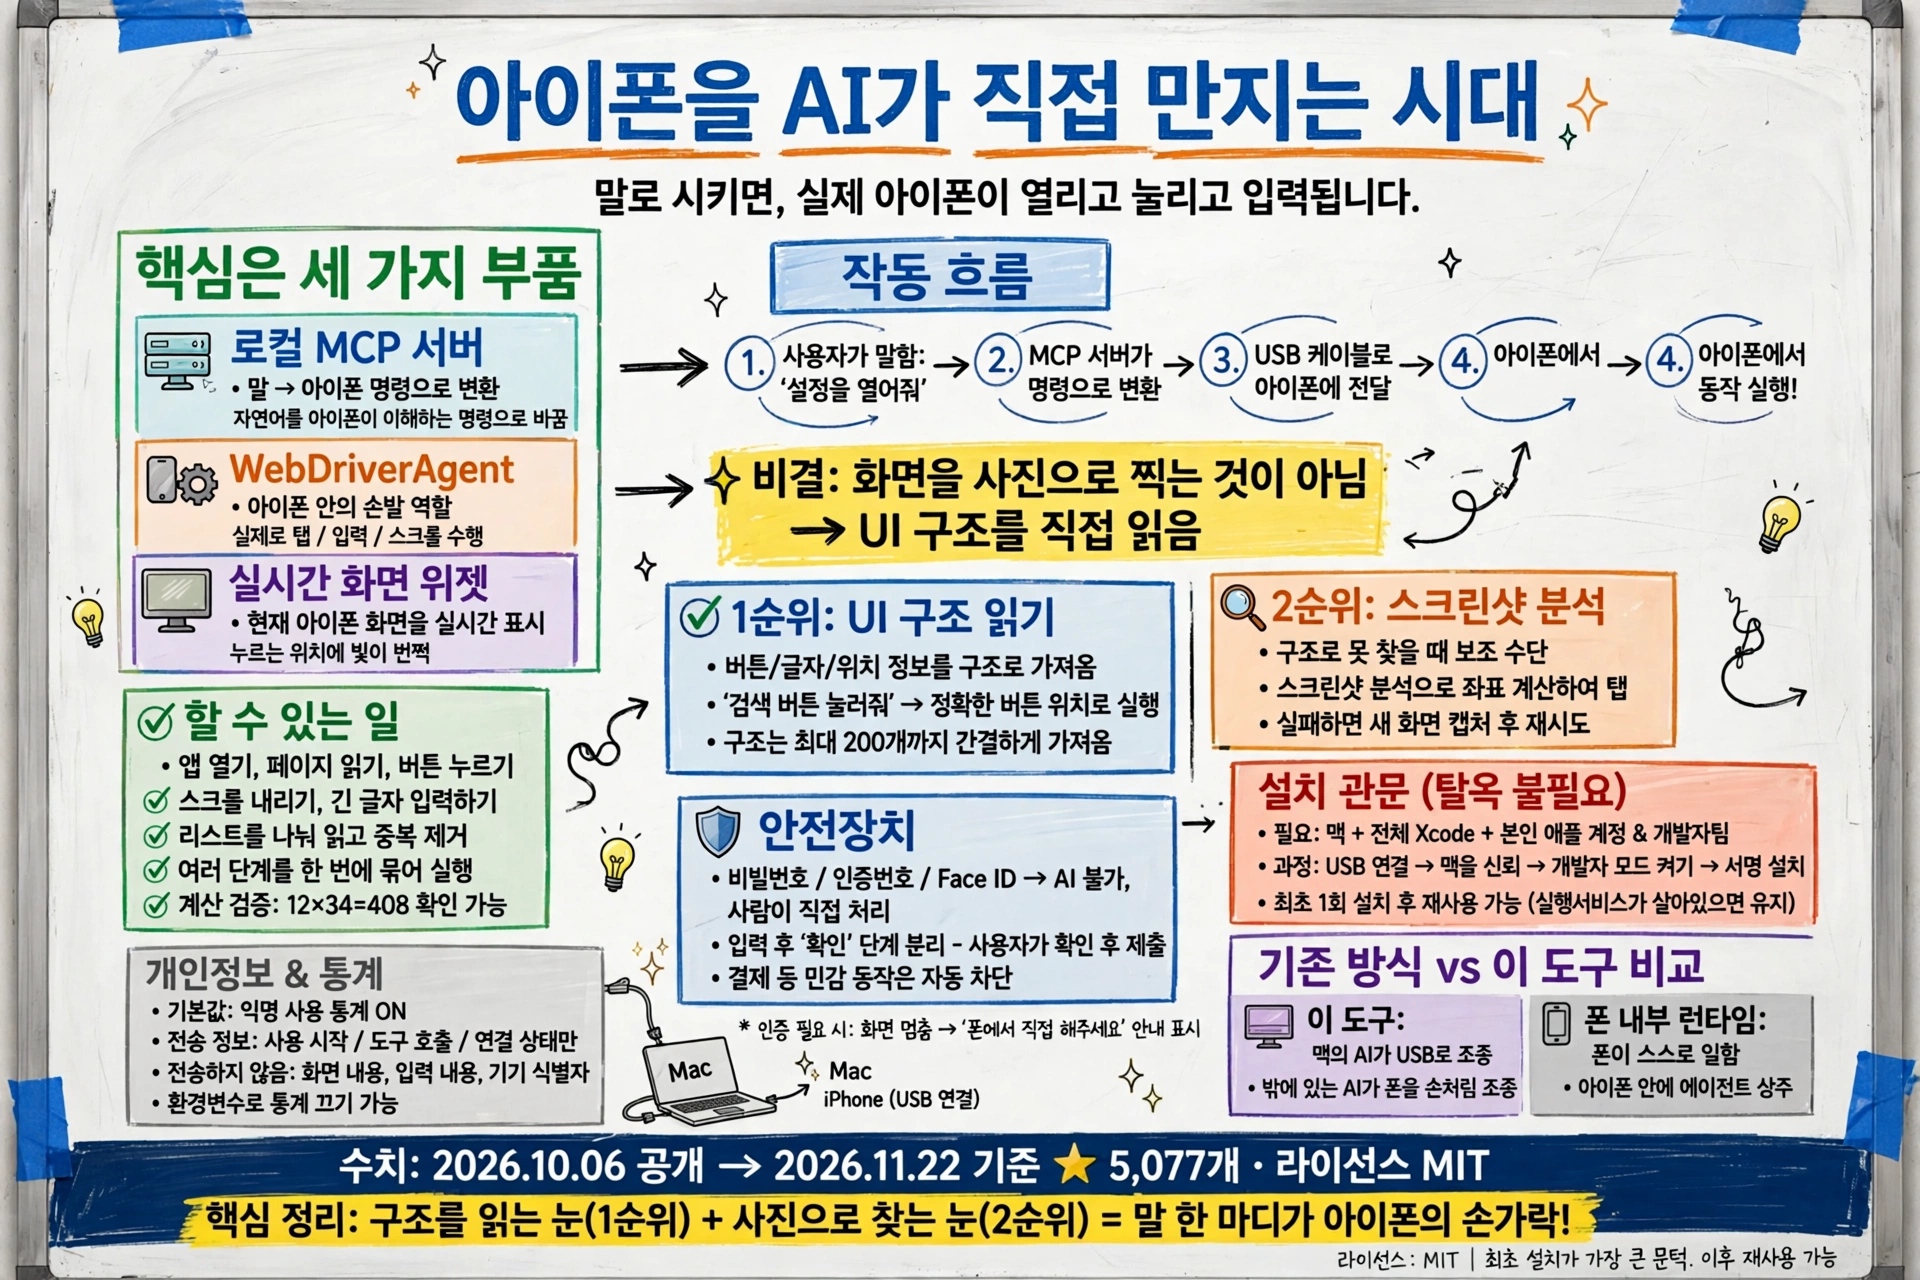 아이폰을 AI가 직접 만지는 시대
말로 시키면, 실제 아이폰이 열리고 눌리고 입력됩니다.
핵심은 세 가지 부품
로컬 MCP 서버
• 말 → 아이폰 명령으로 변환
자연어를 아이폰이 이해하는 명령으로 바꿈
WebDriverAgent
• 아이폰 안의 손발 역할
실제로 탭 / 입력 / 스크롤 수행
실시간 화면 위젯
• 현재 아이폰 화면을 실시간 표시
누르는 위치에 빛이 번쩍
작동 흐름
1. 사용자가 말함:
'설정을 열어줘'
→ 2. MCP 서버가
명령으로 변환
→ 3. USB 케이블로
아이폰에 전달
→ 4. 아이폰에서
→ 4. 아이폰에서
동작 실행!
비결: 화면을 사진으로 찍는 것이 아님
→ UI 구조를 직접 읽음
1순위: UI 구조 읽기
• 버튼/글자/위치 정보를 구조로 가져옴
• '검색 버튼 눌러줘' → 정확한 버튼 위치로 실행
• 구조는 최대 200개까지 간결하게 가져옴
2순위: 스크린샷 분석
• 구조로 못 찾을 때 보조 수단
• 스크린샷 분석으로 좌표 계산하여 탭
• 실패하면 새 화면 캡처 후 재시도
할 수 있는 일
• 앱 열기, 페이지 읽기, 버튼 누르기
스크롤 내리기, 긴 글자 입력하기
리스트를 나눠 읽고 중복 제거
여러 단계를 한 번에 묶어 실행
계산 검증: 12×34=408 확인 가능
안전장치
• 비빌번호 / 인증번호 / Face ID → AI 불가,
사람이 직접 처리
• 입력 후 '확인' 단계 분리 - 사용자가 확인 후 제출
• 결제 등 민감 동작은 자동 차단
* 인증 필요 시: 화면 멈춤 → '폰에서 직접 해주세요' 안내 표시
설치 관문 (탈옥 불필요)
• 필요: 맥 + 전체 Xcode + 본인 애플 계정 & 개발자팀
• 과정: USB 연결 → 맥을 신뢰 → 개발자 모드 켜기 → 서명 설치
• 최초 1회 설치 후 재사용 가능 (실행서비스가 살아있으면 유지)
개인정보 & 통계
• 기본값: 익명 사용 통계 ON
• 전송 정보: 사용 시작 / 도구 호출 / 연결 상태만
• 전송하지 않음: 화면 내용, 입력 내용, 기기 식별자
• 환경변수로 통계 끄기 가능
Mac
Mac
iPhone (USB 연결)
기존 방식 vs 이 도구 비교
이 도구:
맥의 AI가 USB로 조종
• 밖에 있는 AI가 폰을 손처림 조종
폰 내부 런타임:
폰이 스스로 일함
• 아이폰 안에 에이전트 상주
수치: 2026.10.06 공개 → 2026.11.22 기준 ⭐ 5,077개 · 라이선스 MIT
핵심 정리: 구조를 읽는 눈(1순위) + 사진으로 찾는 눈(2순위) = 말 한 마디가 아이폰의 손가락!
라이선스: MIT | 최초 설치가 가장 큰 문턱. 이후 재사용 가능